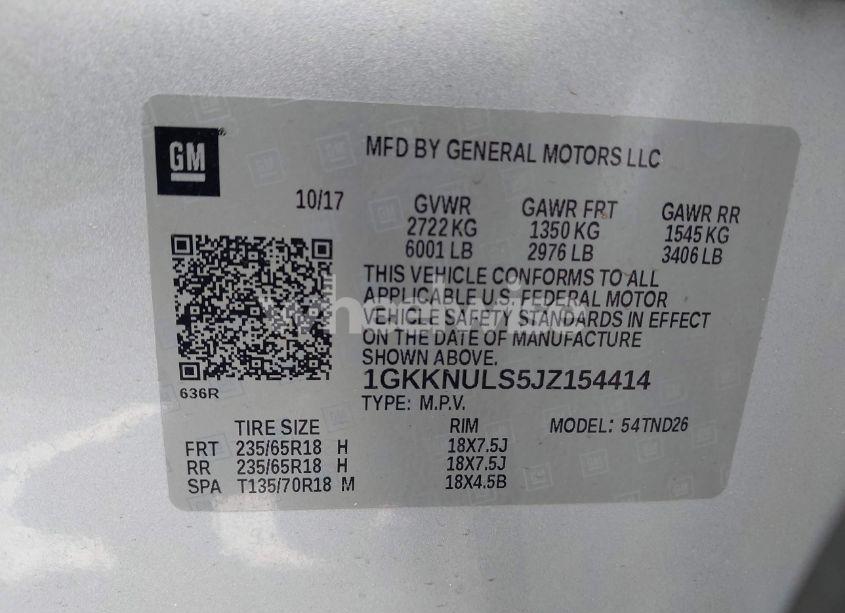 GM
MFD BY GENERAL MOTORS LLC
10/17
GVWR GAWR FRT GAWR RR
2722 KG 1350 KG 1545 KG
6001 LB 2976 LB 3406 LB
THIS VEHICLE CONFORMS TO ALL
APPLICABLE U.S. FEDERAL MOTOR
VEHICLE SAFETY STANDARDS IN EFFECT
ON THE DATE OF MANUFACTURE
SHOWN ABOVE.
1GKKNULS5JZ154414
636R
TYPE: M.P.V.
TIRE SIZE RIM MODEL: 54TND26
FRT 235/65R18 H 18X7.5J
RR 235/65R18 H 18X7.5J
SPA T135/70R18 M 18X4.5B